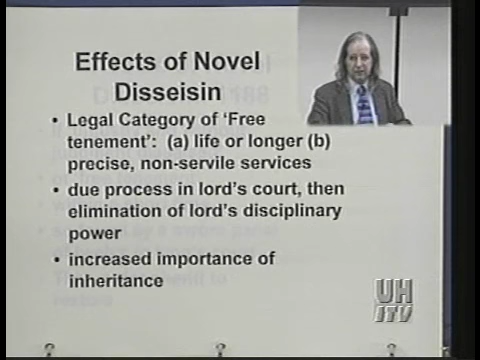 Effects of Novel
Disseisin
• Legal Category of ‘Free
tenement’: (a) life or longer (b)
precise, non-servile services
• due process in lord’s court, then
elimination of lord’s disciplinary
power
• increased importance of
inheritance
UH
ITV